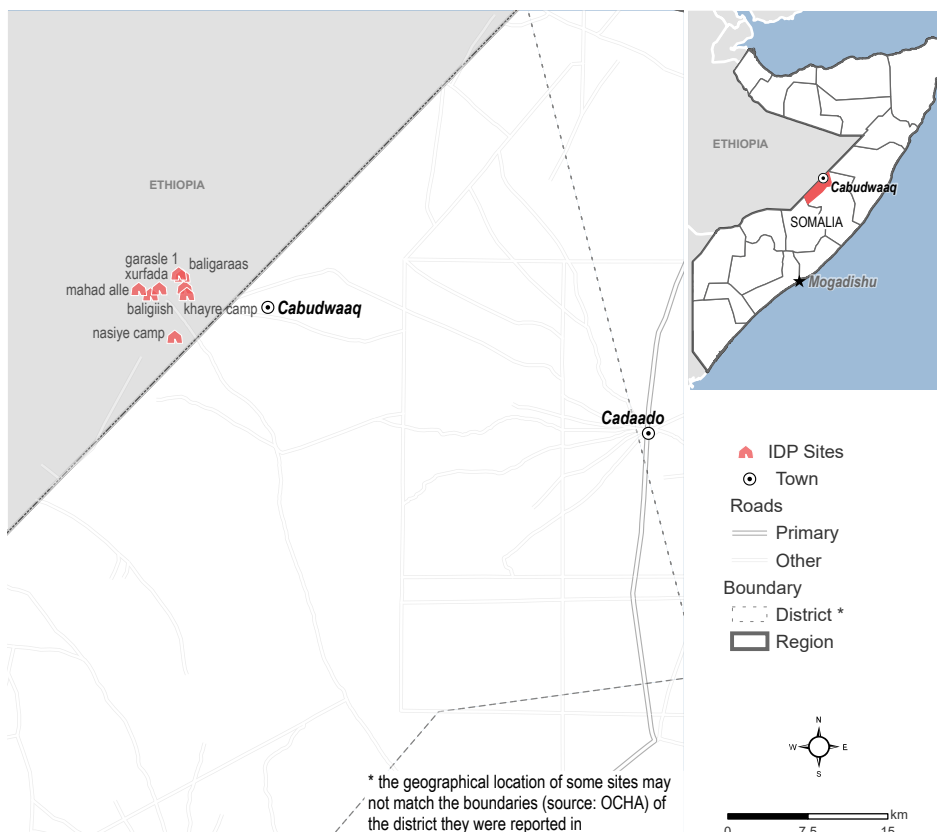 ETHIOPIA
garasle 1
baligaraas
xurfada
mahad alle
baligiish
khayre camp
Cabudwaaq
nasiye camp
Cadaado
* the geographical location of some sites may
not match the boundaries (source: OCHA) of
the district they were reported in
ETHIOPIA
Cabudwaaq
SOMALIA
Mogadishu
IDP Sites
Town
Roads
Primary
Other
Boundary
District *
Region
N
W
E
S
km
0
7.5
15